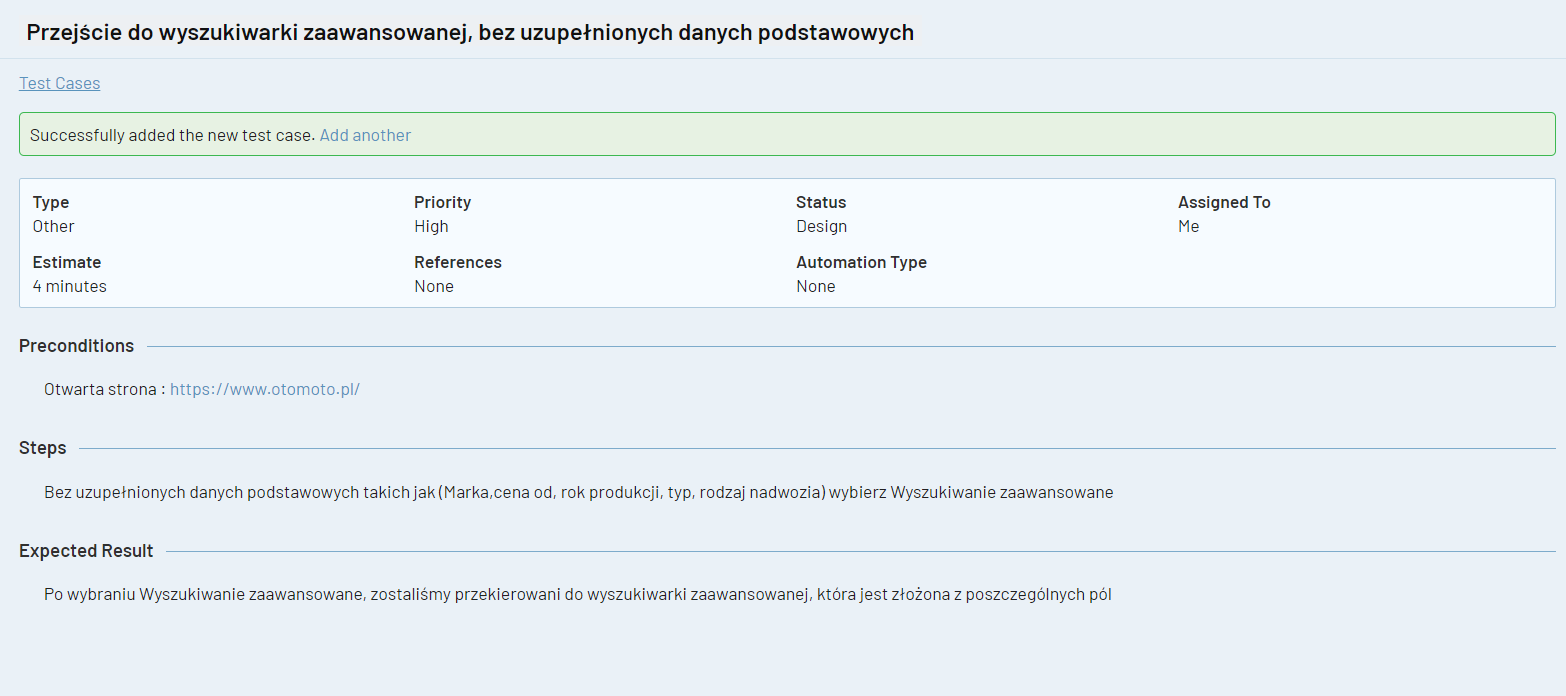 Przejście do wyszukiwarki zaawansowanej, bez uzupełnionych danych podstawowych
Test Cases
Successfully added the new test case. Add another
Type Priority Status Assigned To
Other High Design Me
Estimate References Automation Type
4 minutes None None
Preconditions
Otwarta strona : https://www.otomoto.pl/
Steps
Bez uzupełnionych danych podstawowych takich jak (Marka,cena od, rok produkcji, typ, rodzaj nadwozia) wybierz Wyszukiwanie zaawansowane
Expected Result
Po wybraniu Wyszukiwanie zaawansowane, zostaliśmy przekierowani do wyszukiwarki zaawansowanej, która jest złożona z poszczególnych pól